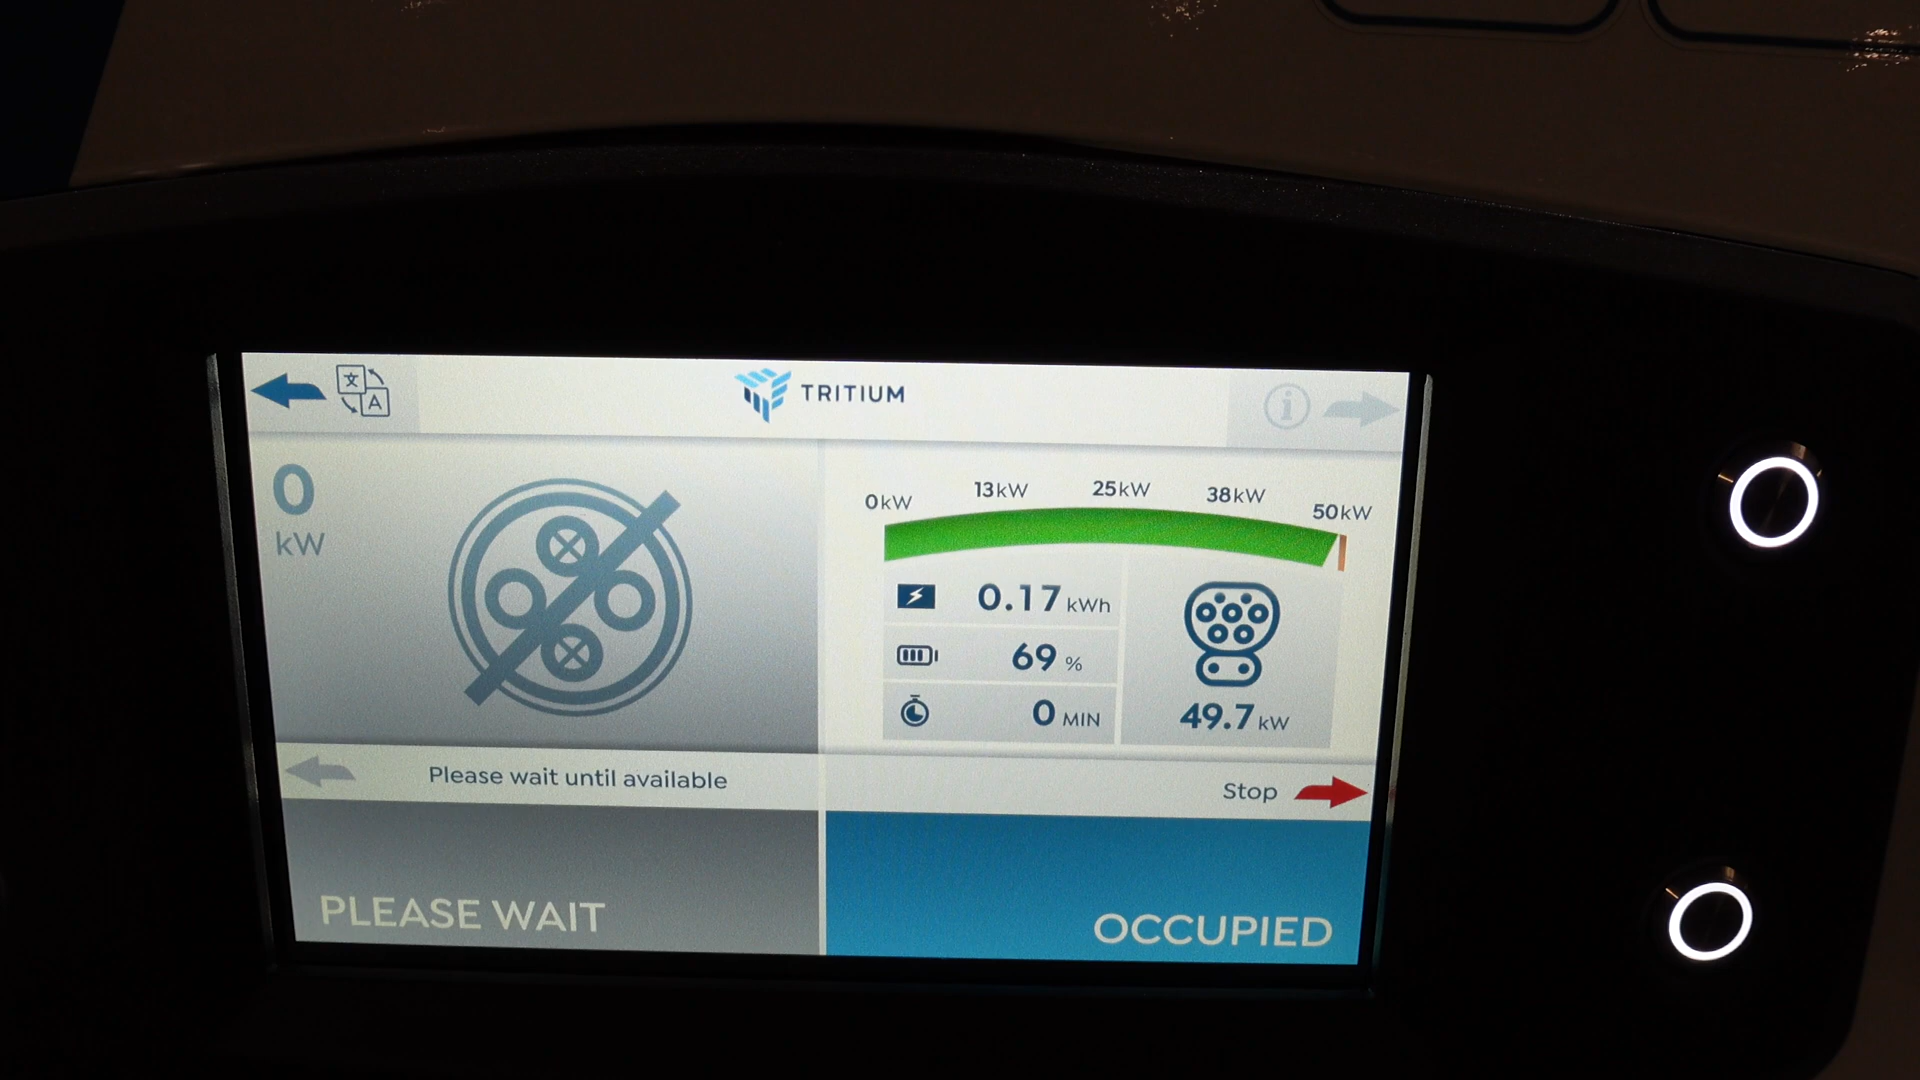 文
A
TRITIUM
i
0
kW
0kW 13kW 25kW 38kW 50kW
0.17 kWh
69 %
0 MIN
49.7 kW
Please wait until available
Stop
PLEASE WAIT
OCCUPIED